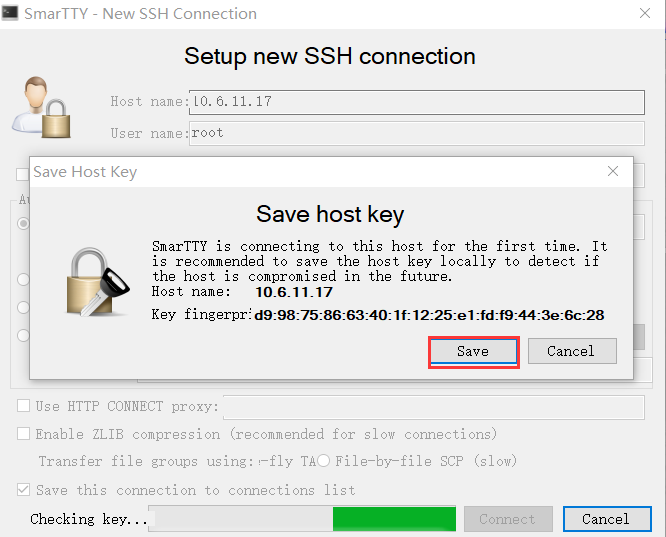 SmarTTY - New SSH Connection
Setup new SSH connection
Host name: 10.6.11.17
User name: root
Save Host Key
Save host key
SmarTTY is connecting to this host for the first time. It
is recommended to save the host key locally to detect if
the host is compromised in the future.
Host name: 10.6.11.17
Key fingerpri d9:98:75:86:63:40:1f:12:25:e1:fd:f9:44:3e:6c:28
Save Cancel
Au
Use HTTP CONNECT proxy:
Enable ZLIB compression (recommended for slow connections)
Transfer file groups using: -fly TA File-by-file SCP (slow)
Save this connection to connections list
Checking key... Connect Cancel